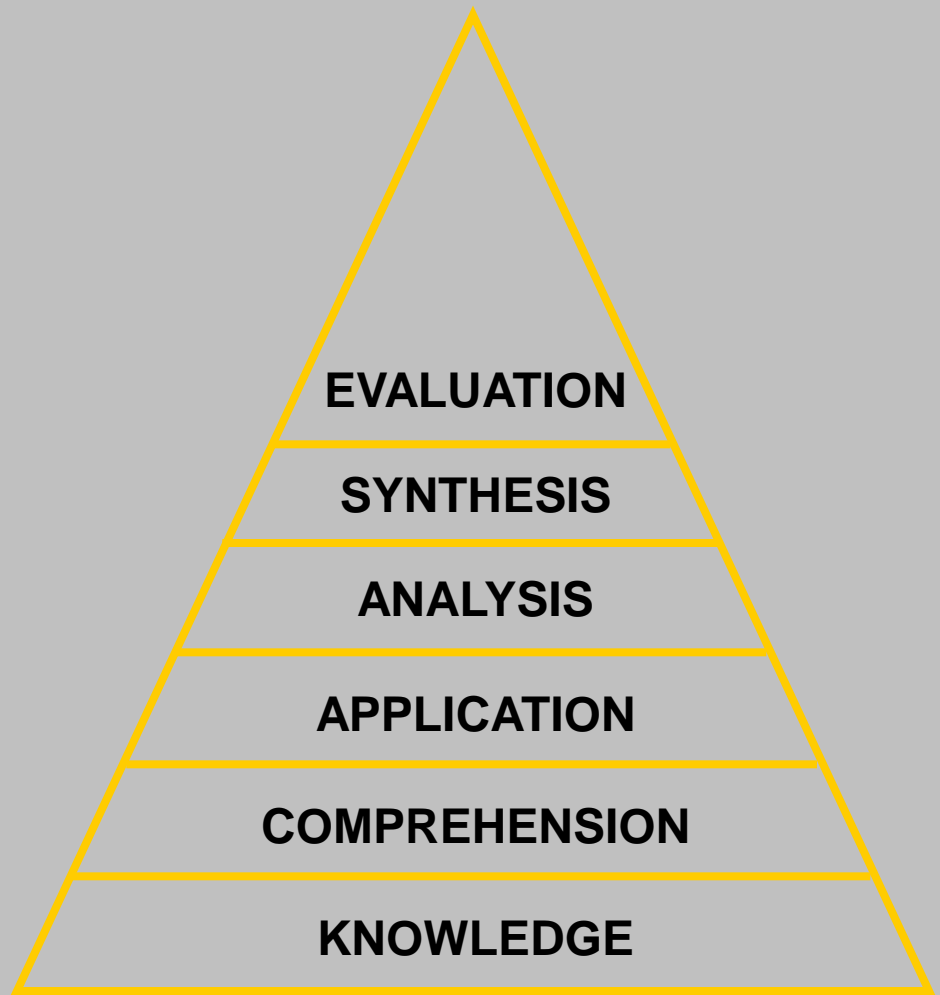 EVALUATION
SYNTHESIS
ANALYSIS
APPLICATION
COMPREHENSION
KNOWLEDGE